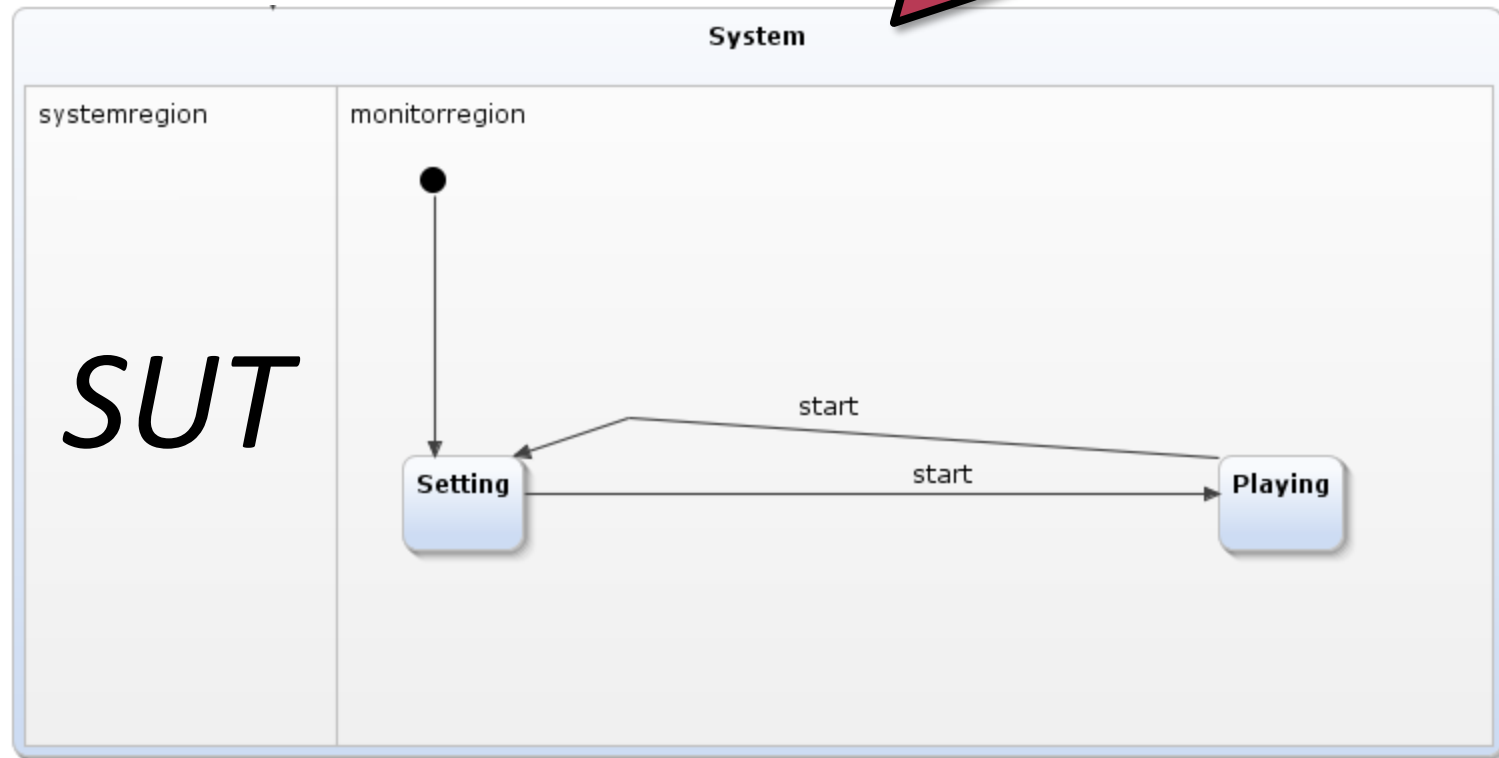 System
systemregion
monitorregion
SUT
start
start
Setting
Playing